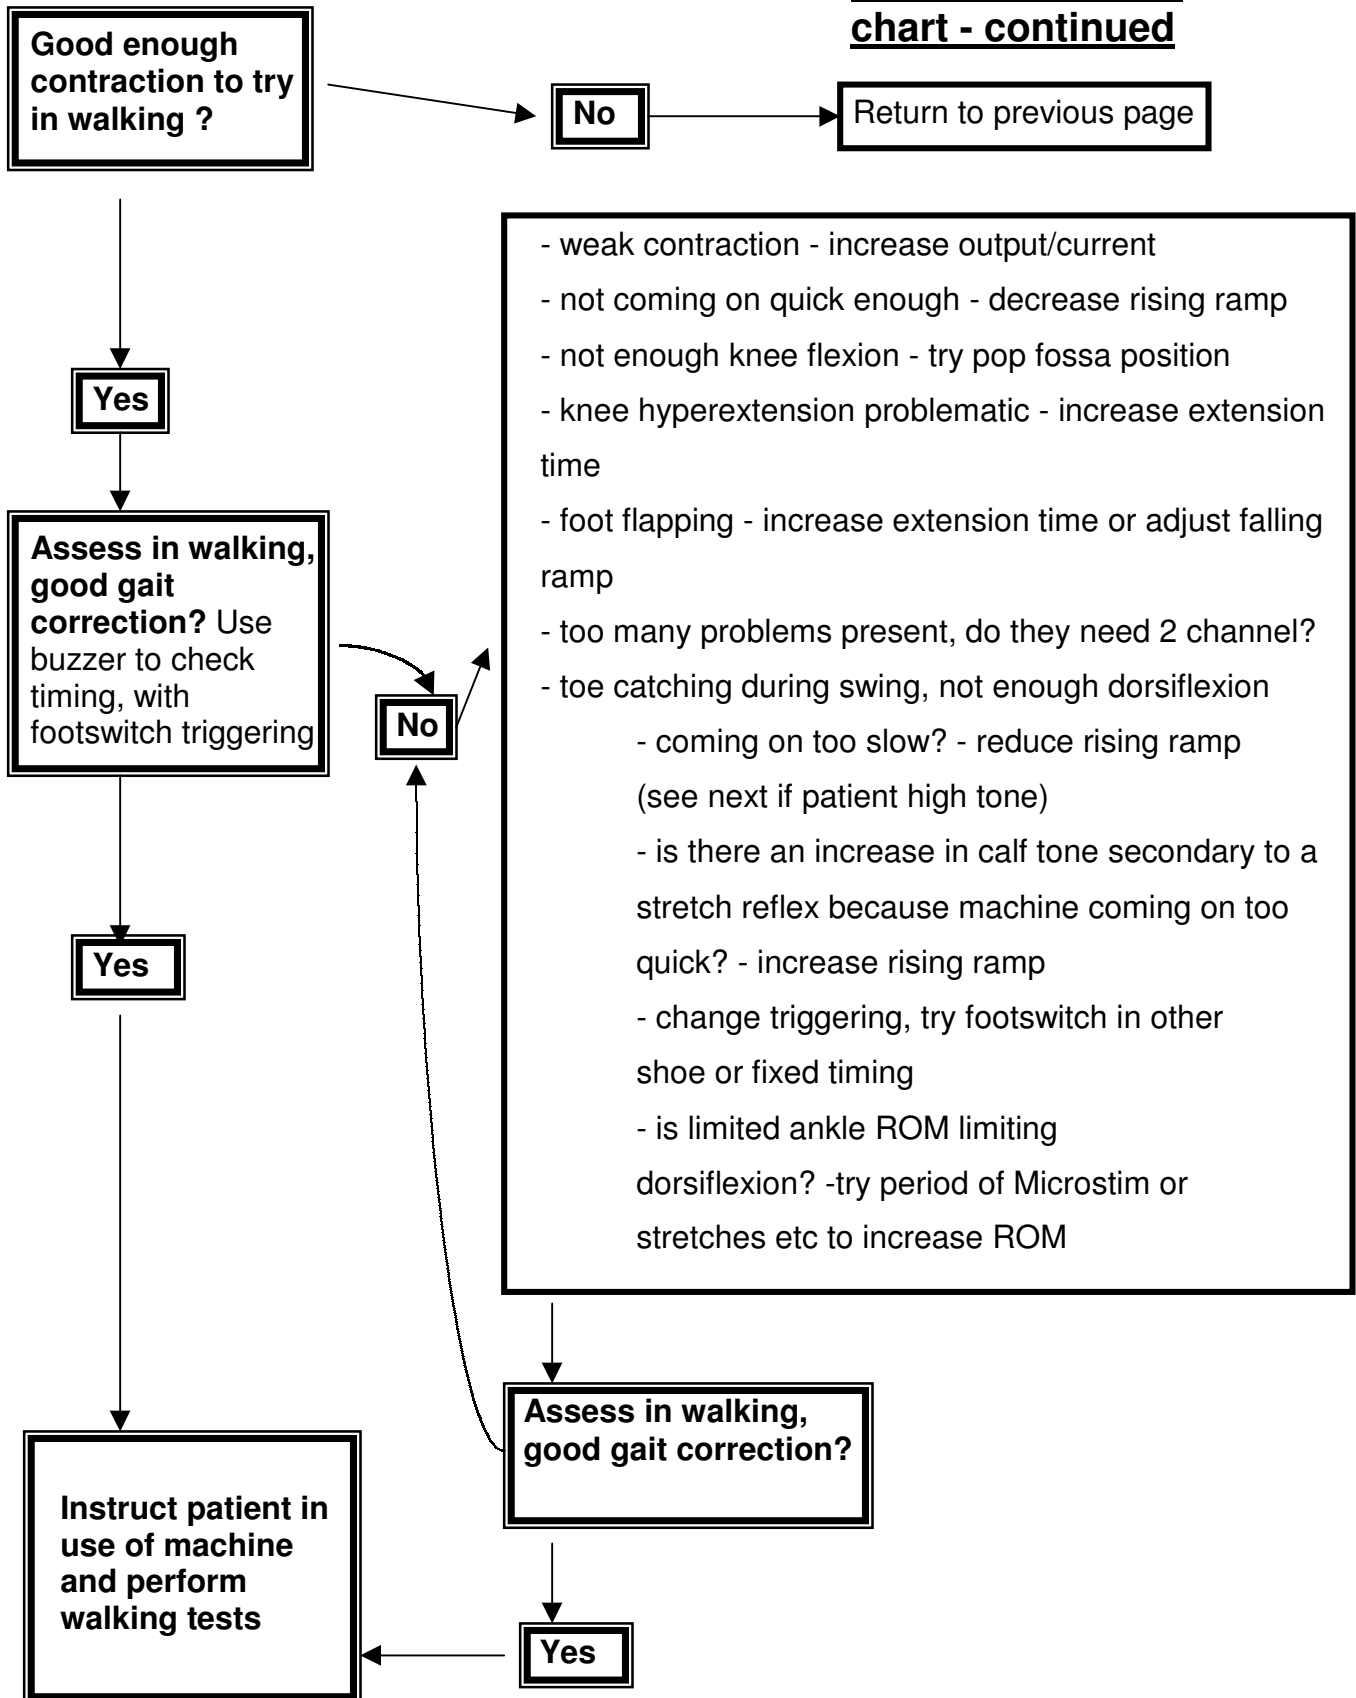 chart - continued
Good enough
contraction to try
in walking ?
No
Return to previous page
Yes
- weak contraction - increase output/current
- not coming on quick enough - decrease rising ramp
- not enough knee flexion - try pop fossa position
- knee hyperextension problematic - increase extension
time
- foot flapping - increase extension time or adjust falling
ramp
- too many problems present, do they need 2 channel?
- toe catching during swing, not enough dorsiflexion
- coming on too slow? - reduce rising ramp
(see next if patient high tone)
- is there an increase in calf tone secondary to a
stretch reflex because machine coming on too
quick? - increase rising ramp
- change triggering, try footswitch in other
shoe or fixed timing
- is limited ankle ROM limiting
dorsiflexion? -try period of Microstim or
stretches etc to increase ROM
Assess in walking,
good gait
correction? Use
buzzer to check
timing, with
footswitch triggering
No
Yes
Assess in walking,
good gait correction?
Instruct patient in
use of machine
and perform
walking tests
Yes